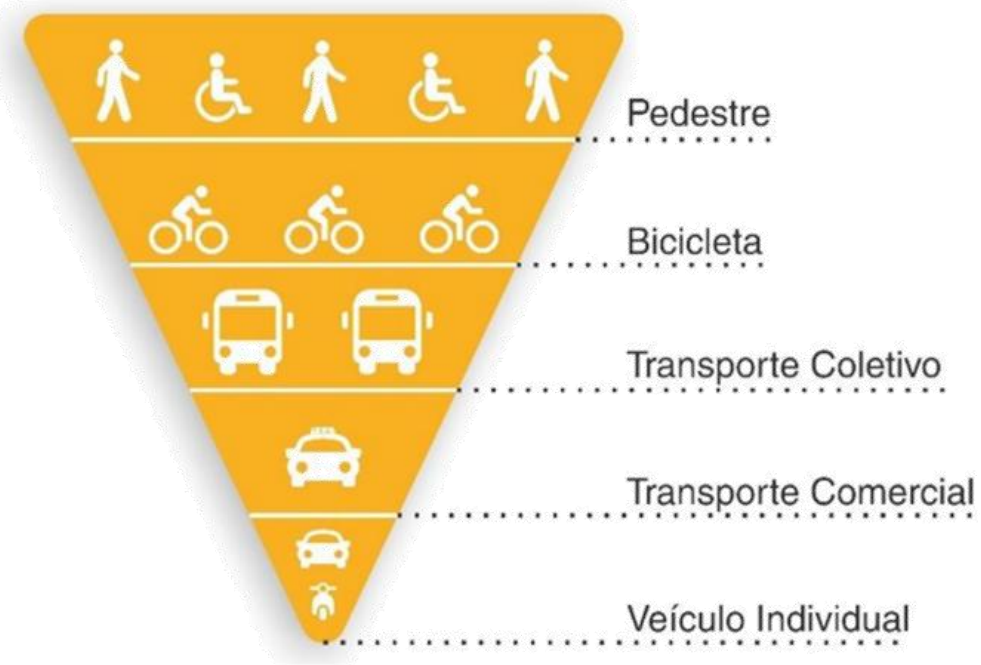 Pedestre
Bicicleta
Transporte Coletivo
Transporte Comercial
Veículo Individual